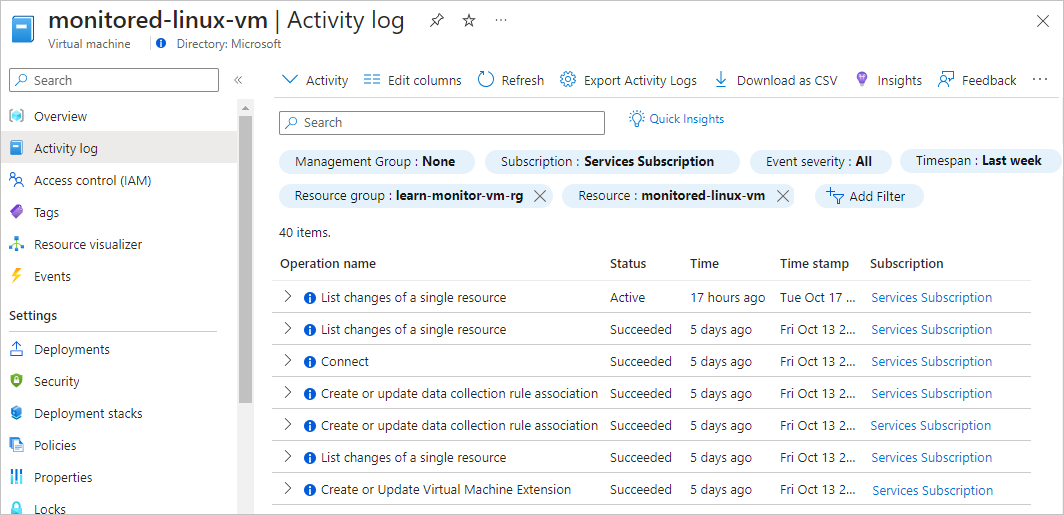 monitored-linux-vm | Activity log
Virtual machine | Directory: Microsoft
Search
Overview
Activity log
Access control (IAM)
Tags
Resource visualizer
Events
Settings
Deployments
Security
Deployment stacks
Policies
Properties
Locks
Activity Edit columns Refresh Export Activity Logs Download as CSV Insights Feedback ...
Search Quick Insights
Management Group : None Subscription : Services Subscription Event severity : All Timespan : Last week
Resource group : learn-monitor-vm-rg Resource : monitored-linux-vm Add Filter
40 items.
Operation name Status Time Time stamp Subscription
List changes of a single resource Active 17 hours ago Tue Oct 17 ... Services Subscription
List changes of a single resource Succeeded 5 days ago Fri Oct 13 2... Services Subscription
Connect Succeeded 5 days ago Fri Oct 13 2... Services Subscription
Create or update data collection rule association Succeeded 5 days ago Fri Oct 13 2... Services Subscription
Create or update data collection rule association Succeeded 5 days ago Fri Oct 13 2... Services Subscription
List changes of a single resource Succeeded 5 days ago Fri Oct 13 2... Services Subscription
Create or Update Virtual Machine Extension Succeeded 5 days ago Fri Oct 13 2... Services Subscription